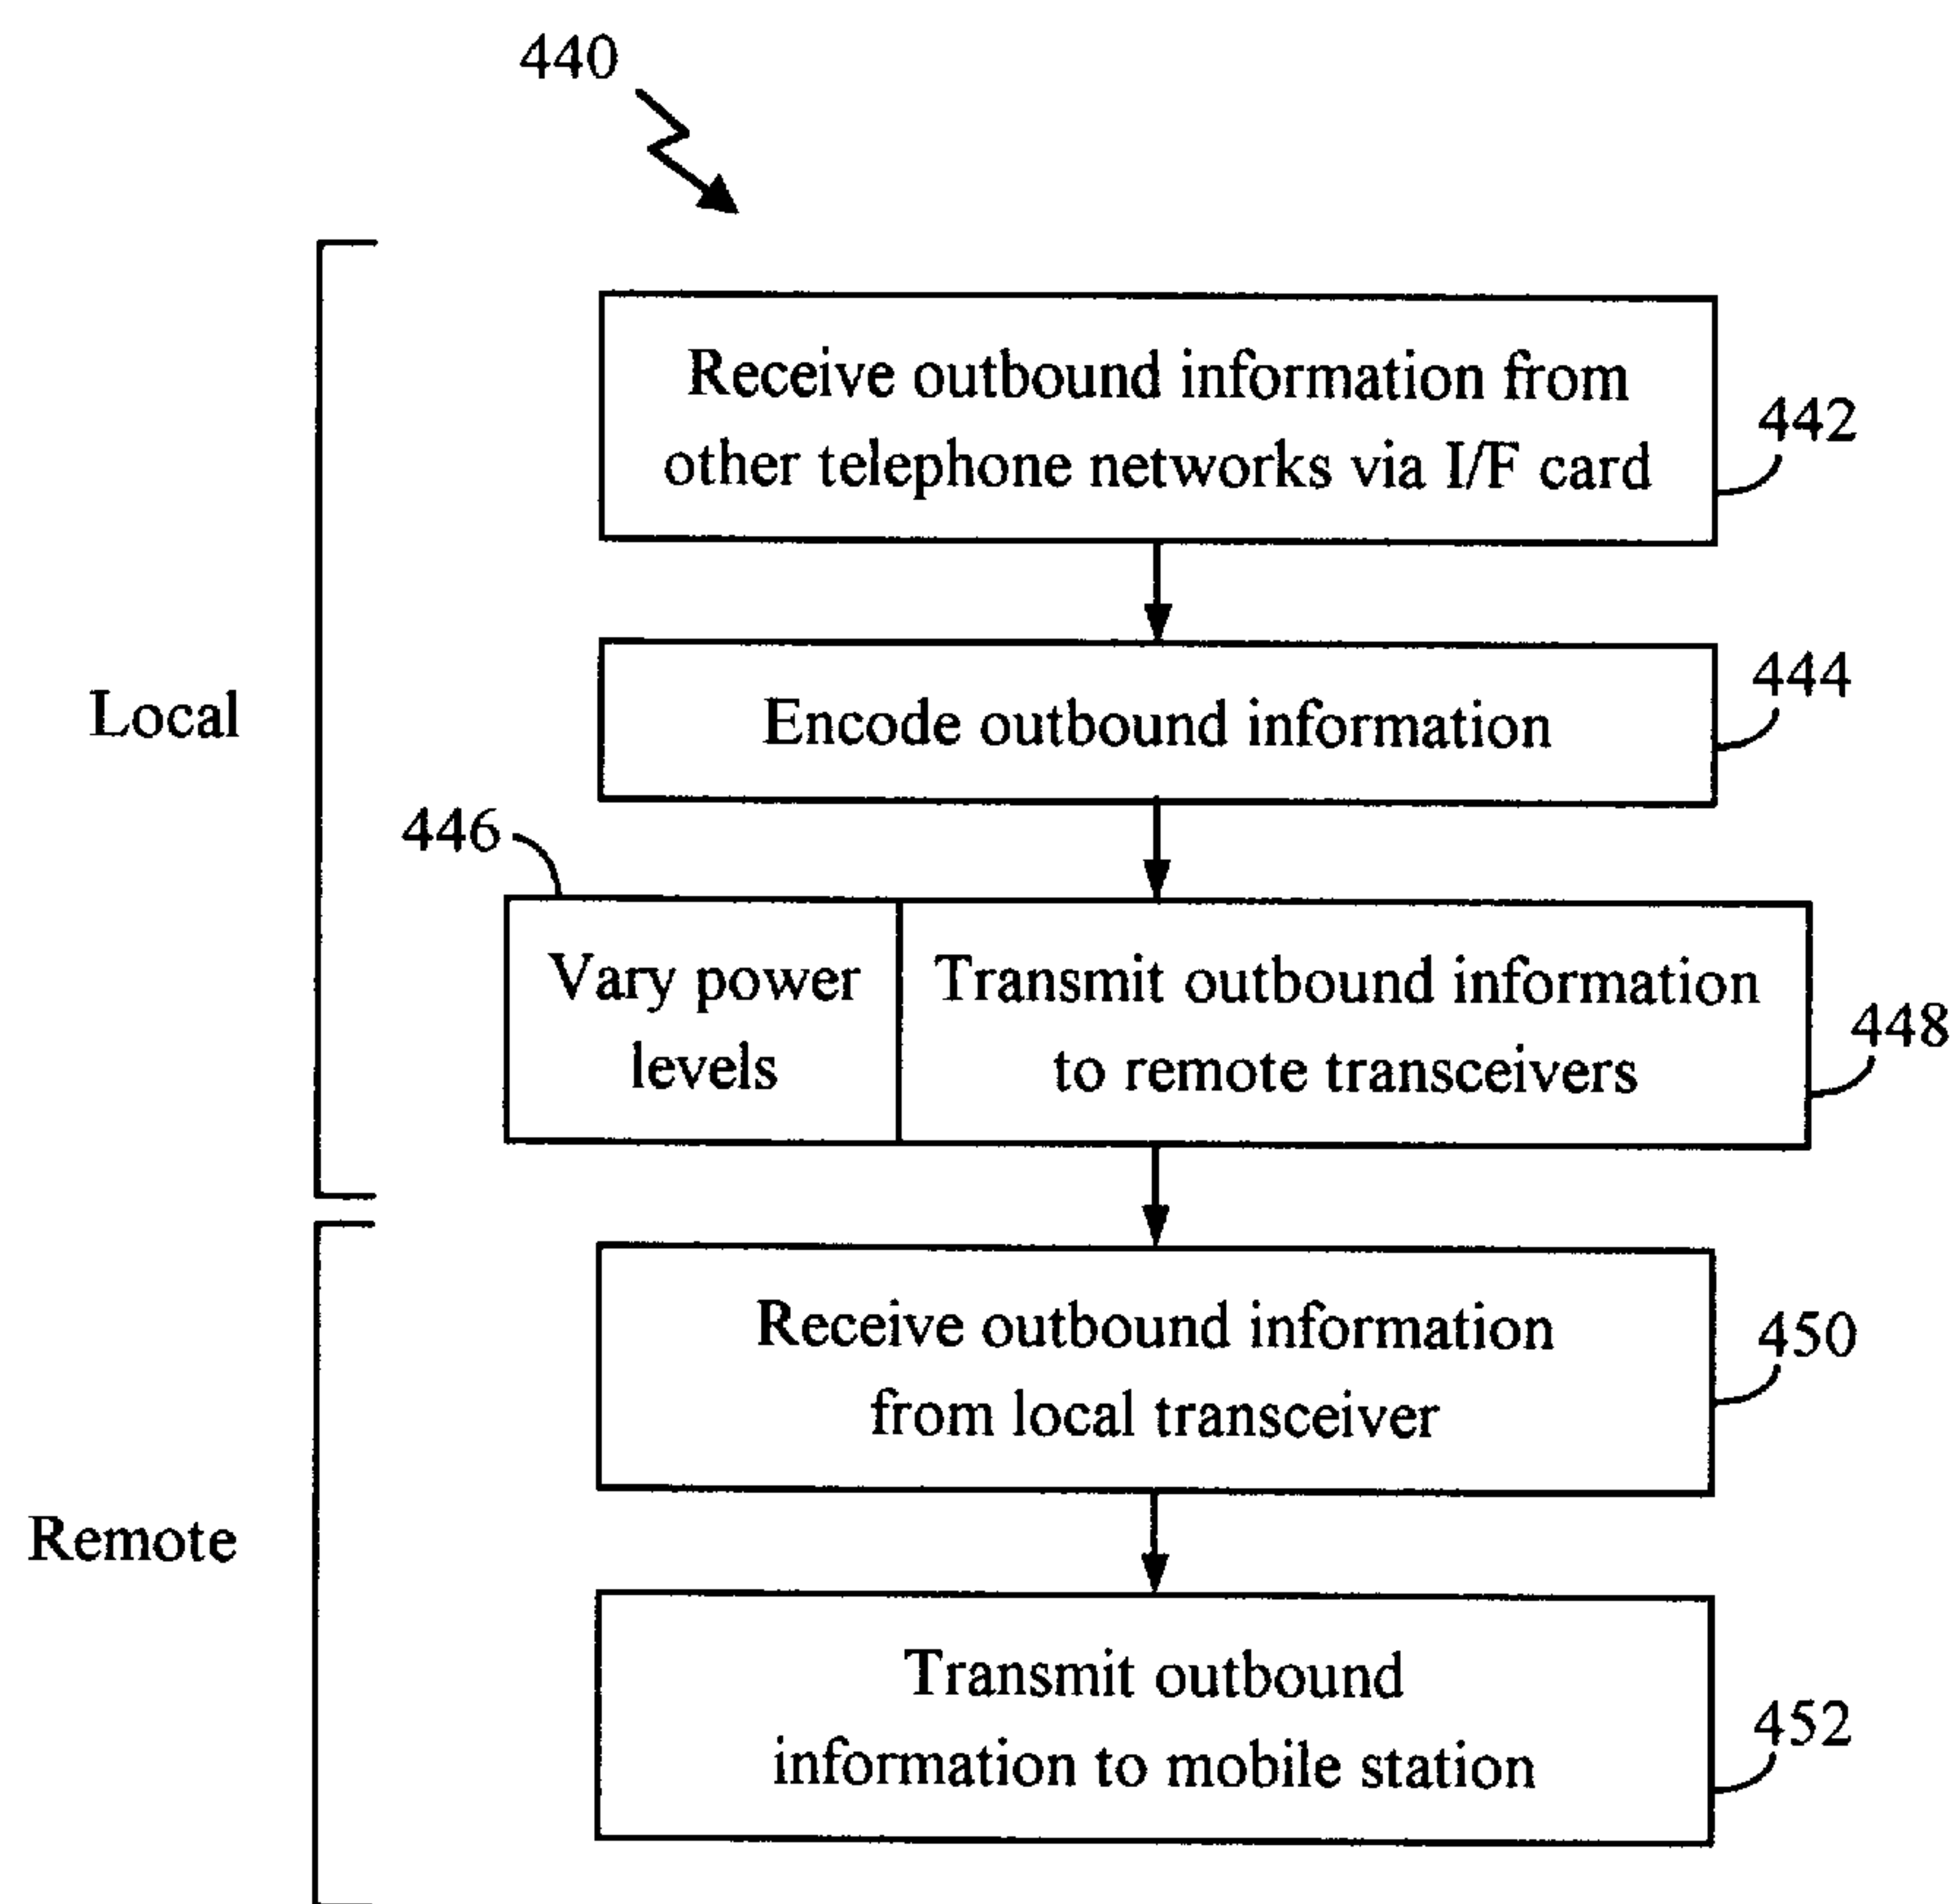 440
Receive outbound information from
other telephone networks via I/F card
442
Local
Encode outbound information
444
446
Vary power
levels
Transmit outbound information
to remote transceivers
448
Remote
Receive outbound information
from local transceiver
450
Transmit outbound
information to mobile station
452